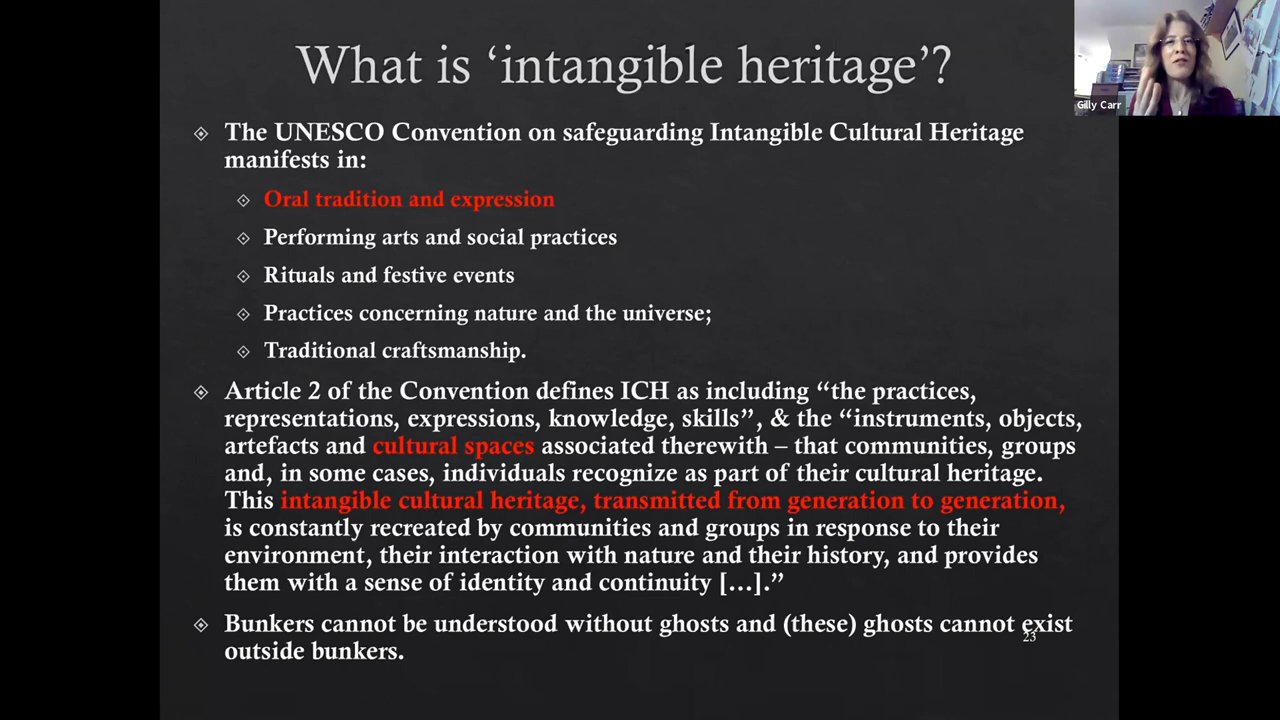 What is ‘intangible heritage’?
Gilly Carr
The UNESCO Convention on safeguarding Intangible Cultural Heritage
manifests in:
Oral tradition and expression
Performing arts and social practices
Rituals and festive events
Practices concerning nature and the universe;
Traditional craftsmanship.
Article 2 of the Convention defines ICH as including “the practices,
representations, expressions, knowledge, skills”, & the “instruments, objects,
artefacts and cultural spaces associated therewith – that communities, groups
and, in some cases, individuals recognize as part of their cultural heritage.
This intangible cultural heritage, transmitted from generation to generation,
is constantly recreated by communities and groups in response to their
environment, their interaction with nature and their history, and provides
them with a sense of identity and continuity […].”
Bunkers cannot be understood without ghosts and (these) ghosts cannot exist
outside bunkers.
23